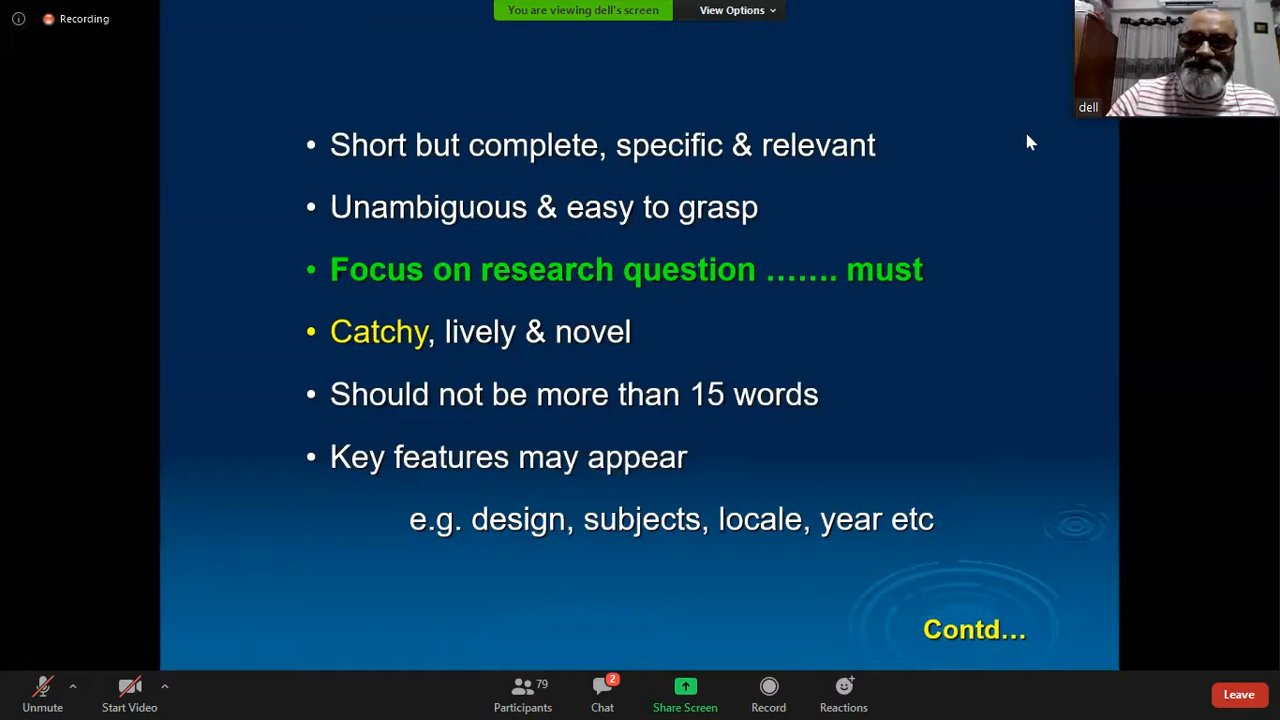 Recording
You are viewing dell's screen
View Options
dell
• Short but complete, specific & relevant
• Unambiguous & easy to grasp
• Focus on research question ……. must
• Catchy, lively & novel
• Should not be more than 15 words
• Key features may appear
e.g. design, subjects, locale, year etc
Contd…
Unmute
Start Video
79
Participants
2
Chat
Share Screen
Record
Reactions
Leave